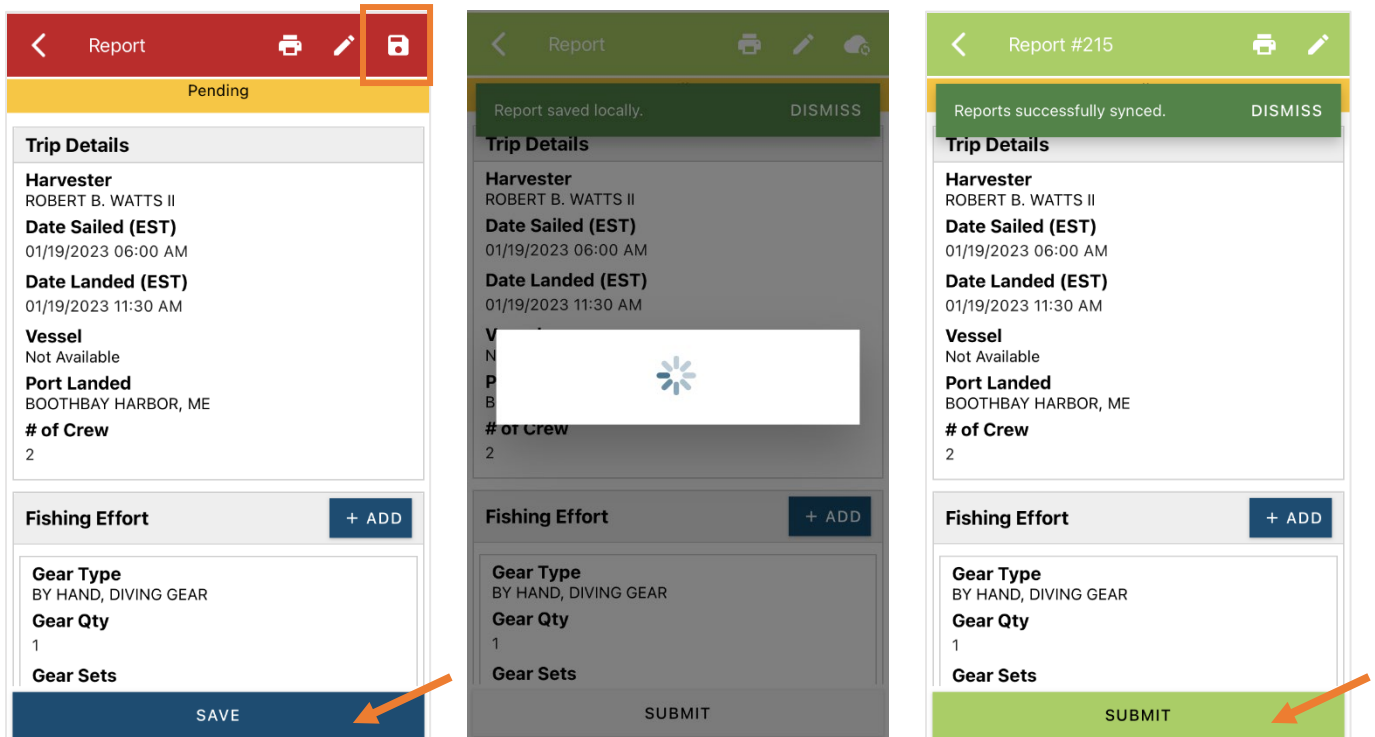 Report
Pending
Trip Details
Harvester
ROBERT B. WATTS II
Date Sailed (EST)
01/19/2023 06:00 AM
Date Landed (EST)
01/19/2023 11:30 AM
Vessel
Not Available
Port Landed
BOOTHBAY HARBOR, ME
# of Crew
2
Fishing Effort
+ ADD
Gear Type
BY HAND, DIVING GEAR
Gear Qty
1
Gear Sets
SAVE
Report
Report saved locally.
DISMISS
Trip Details
Harvester
ROBERT B. WATTS II
Date Sailed (EST)
01/19/2023 06:00 AM
Date Landed (EST)
01/19/2023 11:30 AM
# of Crew
2
Fishing Effort
+ ADD
Gear Type
BY HAND, DIVING GEAR
Gear Qty
1
Gear Sets
SUBMIT
Report #215
Reports successfully synced.
DISMISS
Trip Details
Harvester
ROBERT B. WATTS II
Date Sailed (EST)
01/19/2023 06:00 AM
Date Landed (EST)
01/19/2023 11:30 AM
Vessel
Not Available
Port Landed
BOOTHBAY HARBOR, ME
# of Crew
2
Fishing Effort
+ ADD
Gear Type
BY HAND, DIVING GEAR
Gear Qty
1
Gear Sets
SUBMIT